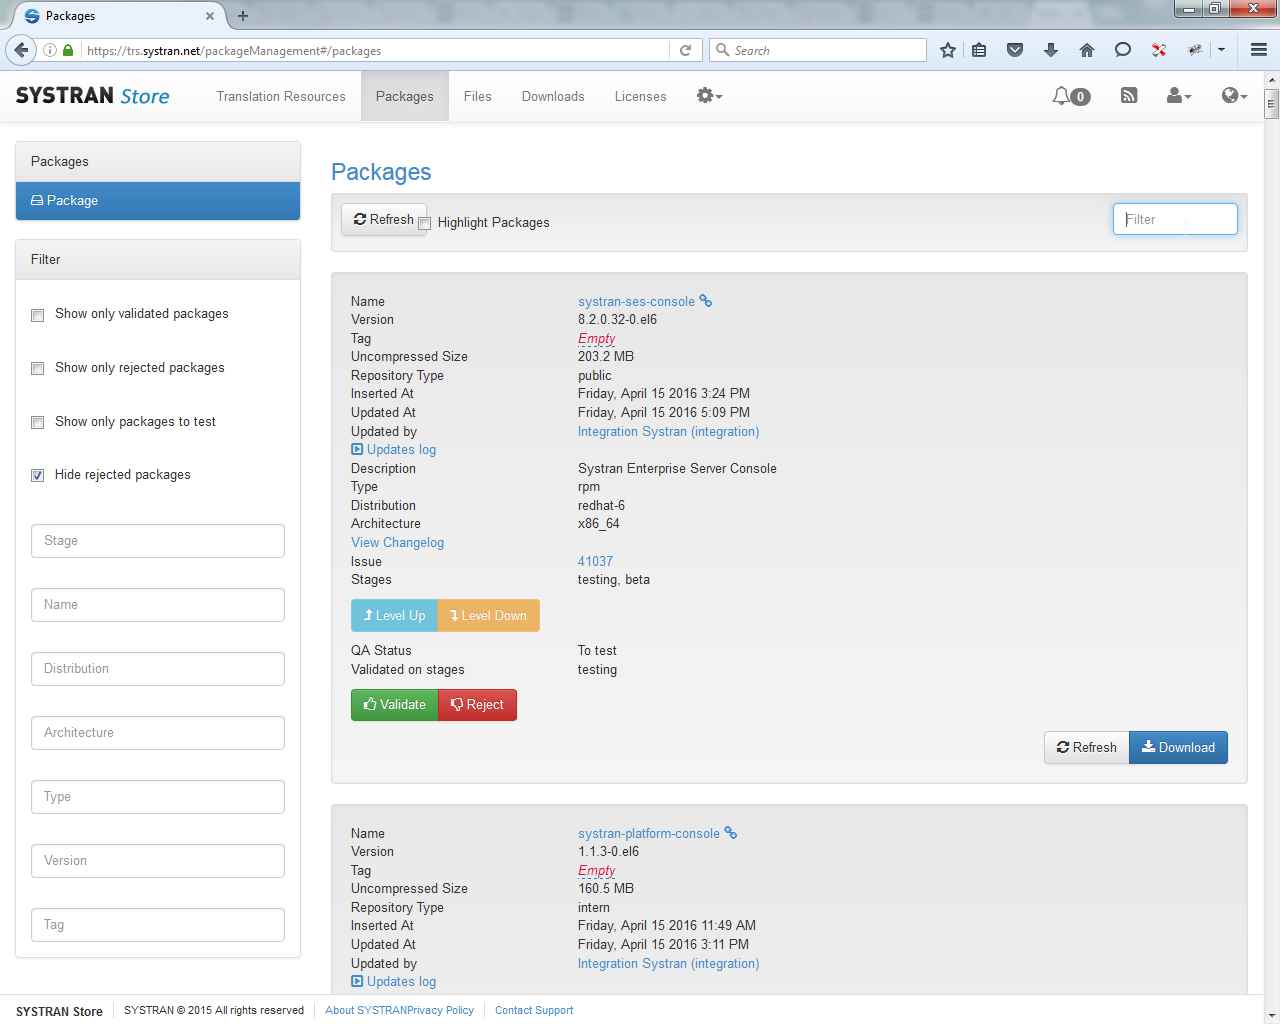 Packages
https://trs.systran.net/packageManagement#/packages
Search
SYSTRAN Store
Translation Resources
Packages
Files
Downloads
Licenses
0
Packages
Package
Filter
Show only validated packages
Show only rejected packages
Show only packages to test
Hide rejected packages
Stage
Name
Distribution
Architecture
Type
Version
Tag
Packages
Refresh
Highlight Packages
Filter
Name systran-ses-console
Version 8.2.0.32-0.el6
Tag Empty
Uncompressed Size 203.2 MB
Repository Type public
Inserted At Friday, April 15 2016 3:24 PM
Updated At Friday, April 15 2016 5:09 PM
Updated by Integration Systran (integration)
Updates log
Description Systran Enterprise Server Console
Type rpm
Distribution redhat-6
Architecture x86_64
View Changelog
Issue 41037
Stages testing, beta
Level Up Level Down
QA Status To test
Validated on stages testing
Validate Reject
Refresh Download
Name systran-platform-console
Version 1.1.3-0.el6
Tag Empty
Uncompressed Size 160.5 MB
Repository Type intern
Inserted At Friday, April 15 2016 11:49 AM
Updated At Friday, April 15 2016 3:11 PM
Updated by Integration Systran (integration)
Updates log
SYSTRAN Store
SYSTRAN © 2015 All rights reserved
About SYSTRANPrivacy Policy
Contact Support